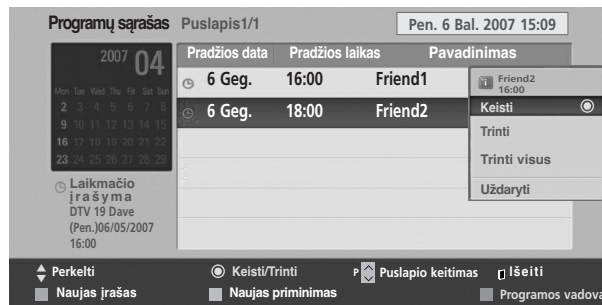 Programų sąrašas Puslapis1/1 Pen. 6 Bal. 2007 15:09
2007 04
Mon Tue Wed Thu Fri Sat Sun
2 3 4 5 6 7 8
9 10 11 12 13 14 15
16 17 18 19 20 21 22
23 24 25 26 27 28 29
Pradžios data Pradžios laikas Pavadinimas
6 Geg. 16:00 Friend1
6 Geg. 18:00 Friend2
Friend2
16:00
Keisti
Trinti
Trinti visus
Uždaryti
Laikmačio
įrašyma
DTV 19 Dave
(Pen.)06/05/2007
16:00
Perkelti Keisti/Trinti P Puslapio keitimas Išeiti
Naujas įrašas Naujas priminimas Programos vadova